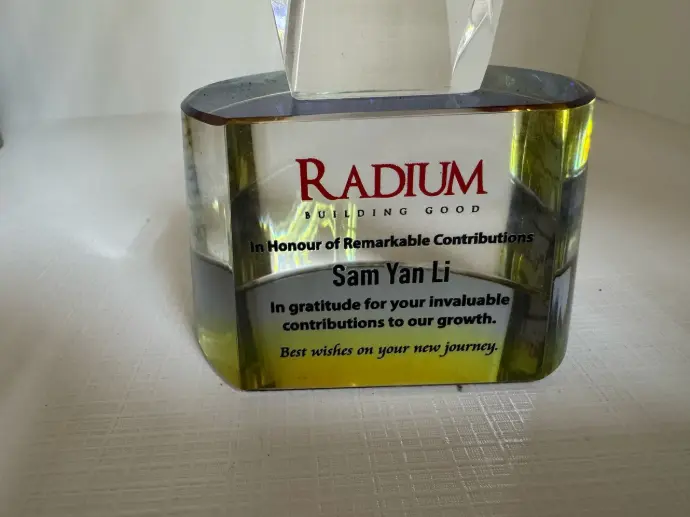 RADIUM
BUILDING GOOD
In Honour of Remarkable Contributions
Sam Yan Li
In gratitude for your invaluable
contributions to our growth.
Best wishes on your new journey.